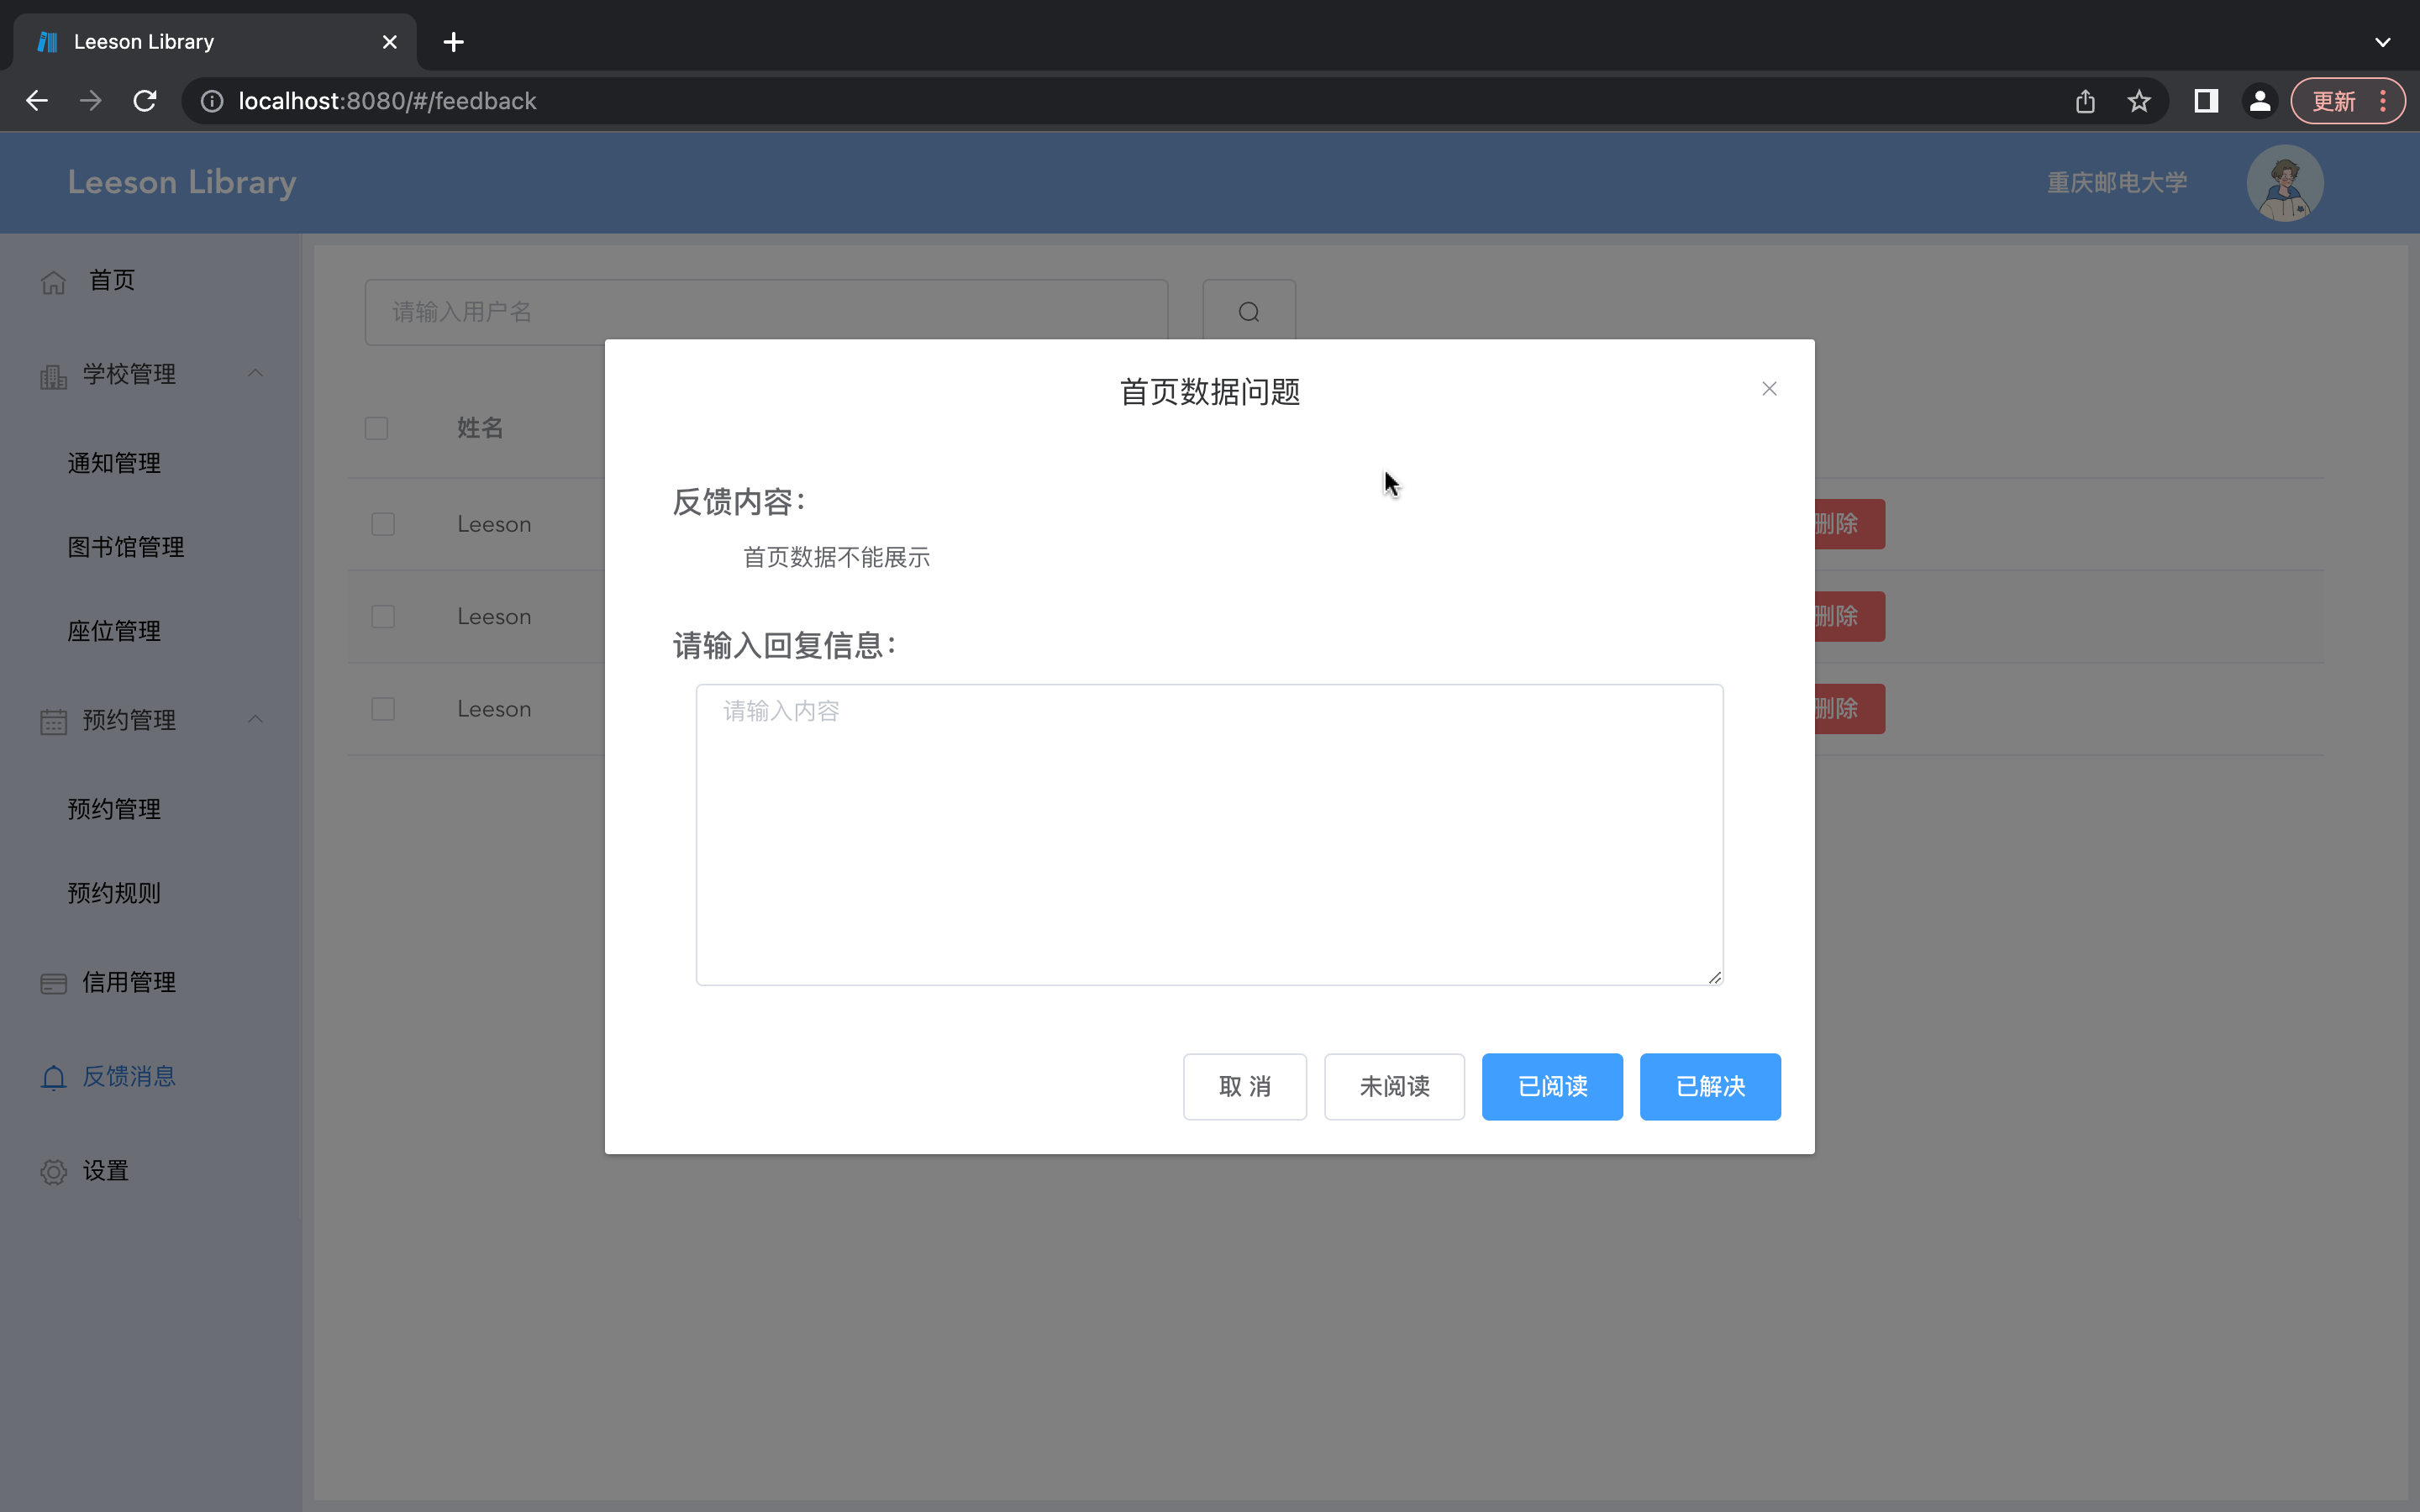 Leeson Library
localhost:8080/#/feedback
更新
Leeson Library
重庆邮电大学
首页
学校管理
通知管理
图书馆管理
座位管理
预约管理
预约管理
预约规则
信用管理
反馈消息
设置
请输入用户名
姓名
Leeson
删除
Leeson
删除
Leeson
删除
首页数据问题
反馈内容：
首页数据不能展示
请输入回复信息：
请输入内容
取 消
未阅读
已阅读
已解决